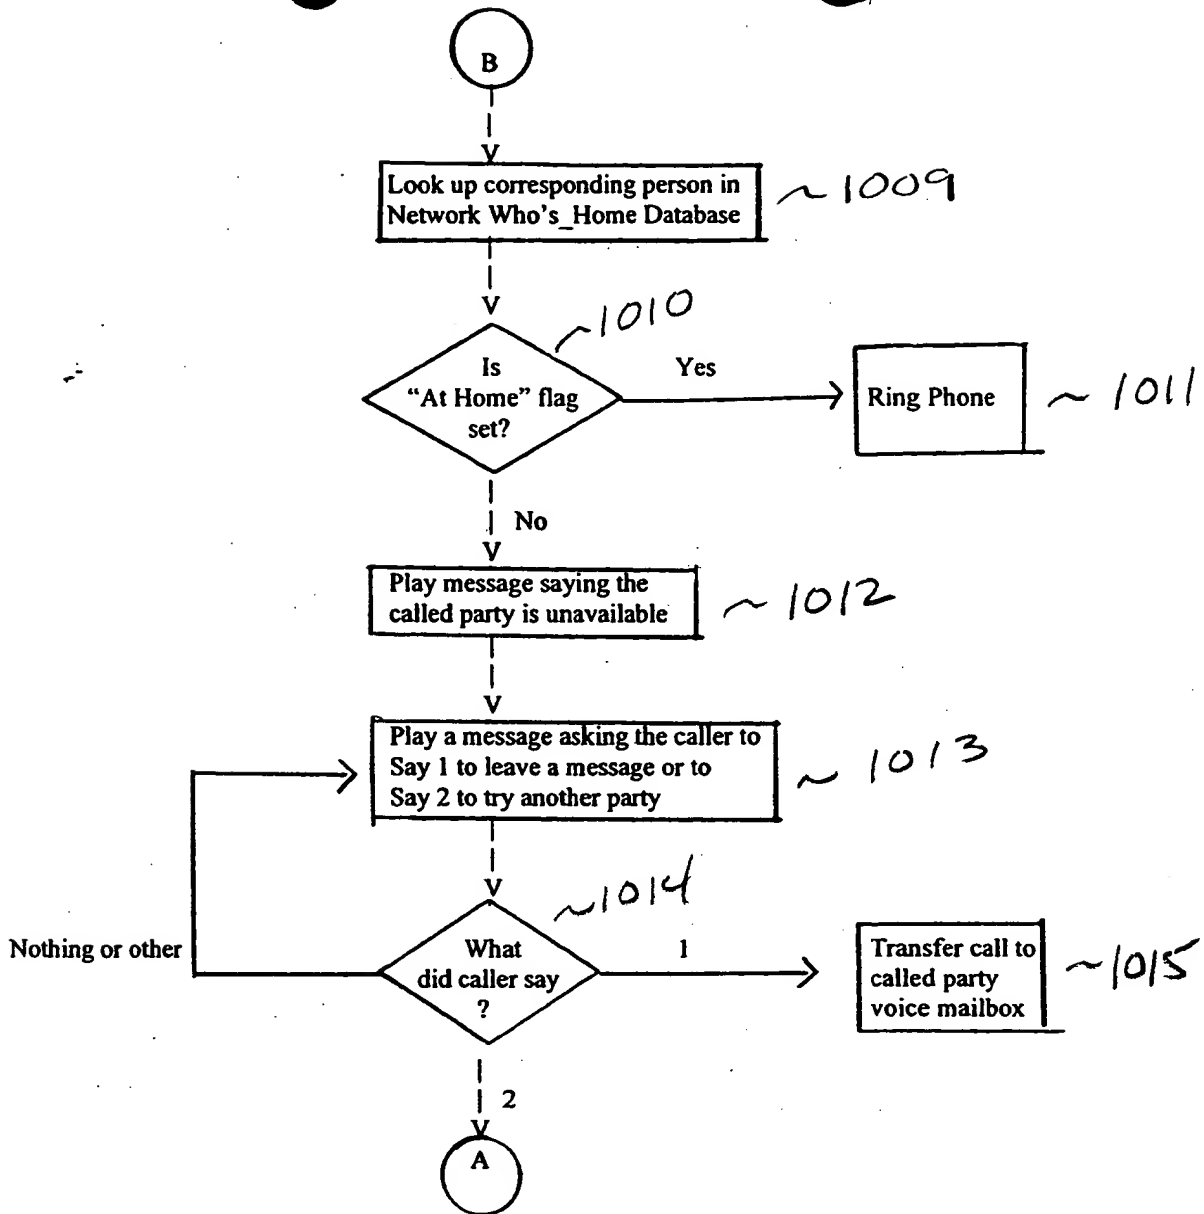 B
Look up corresponding person in
Network Who's_Home Database
~1009
~1010
Is
“At Home” flag
set?
Yes
Ring Phone
~1011
No
Play message saying the
called party is unavailable
~1012
Play a message asking the caller to
Say 1 to leave a message or to
Say 2 to try another party
~1013
~1014
Nothing or other
What
did caller say
?
1
Transfer call to
called party
voice mailbox
~1015
2
A